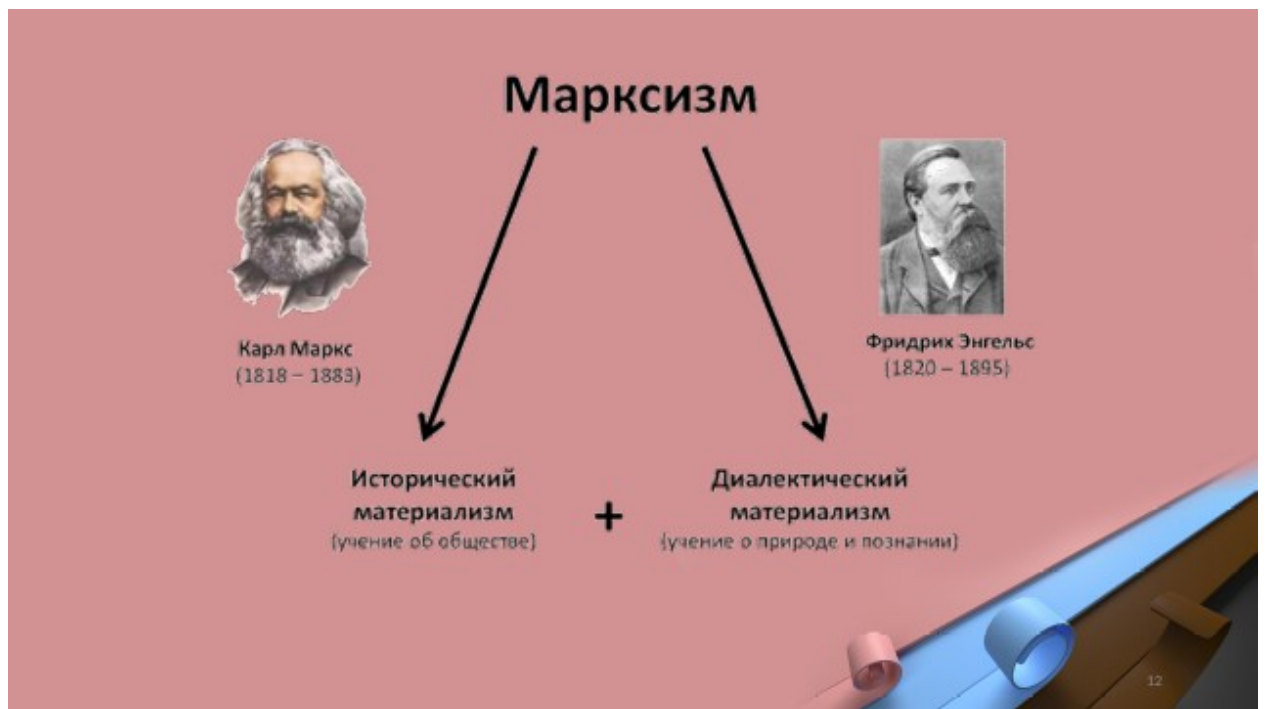 Марксизм
Карл Маркс
(1818 – 1883)
Фридрих Энгельс
(1820 – 1895)
Исторический
материализм
(учение об обществе)
+
Диалектический
материализм
(учение о природе и познании)
12